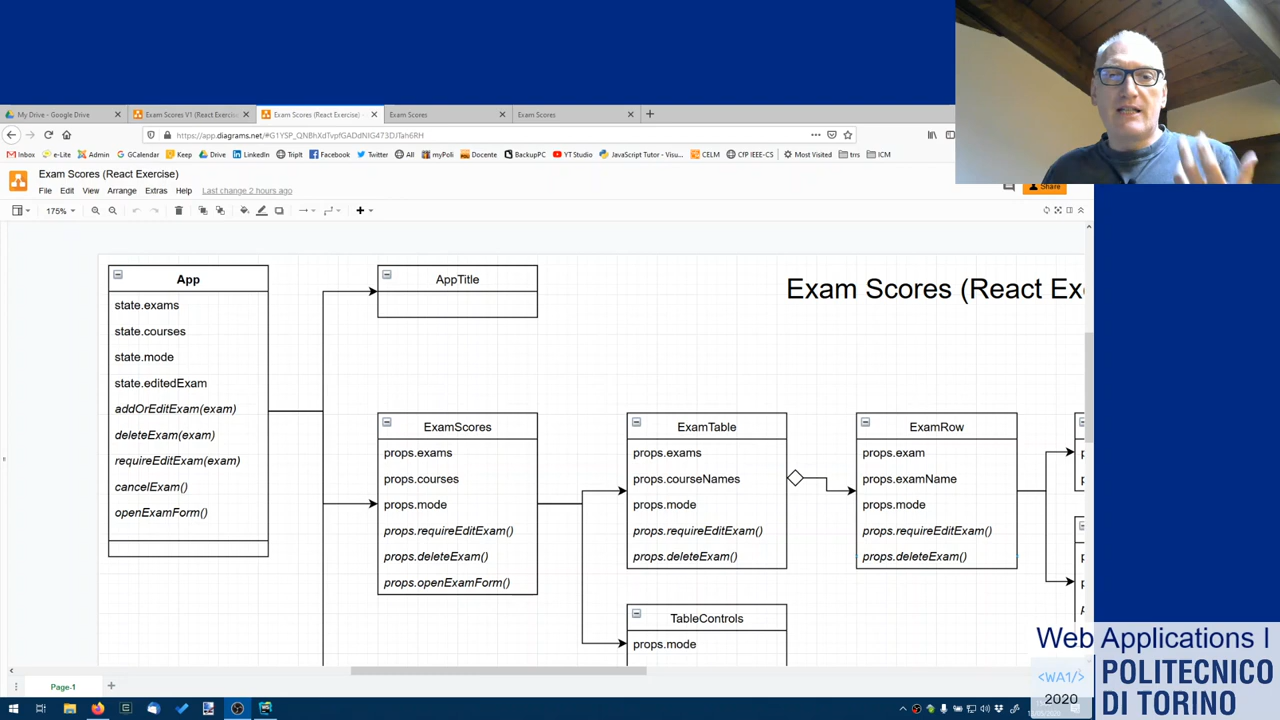 My Drive - Google Drive
Exam Scores V1 (React Exercise)
Exam Scores (React Exercise) -
Exam Scores
Exam Scores
https://app.diagrams.net/#G1YSP_QNBhXdTvpfGADdNIG473DJTah6RH
Inbox
e-Lite
Admin
GCalendar
Keep
Drive
LinkedIn
TripIt
Facebook
Twitter
All
myPoli
Docente
BackupPC
YT Studio
JavaScript Tutor - Visu...
CELM
CfP IEEE-CS
Most Visited
trrs
ICM
Exam Scores (React Exercise)
File Edit View Arrange Extras Help Last change 2 hours ago
Share
175%
App
state.exams
state.courses
state.mode
state.editedExam
addOrEditExam(exam)
deleteExam(exam)
requireEditExam(exam)
cancelExam()
openExamForm()
AppTitle
Exam Scores (React Ex
ExamScores
props.exams
props.courses
props.mode
props.requireEditExam()
props.deleteExam()
props.openExamForm()
ExamTable
props.exams
props.courseNames
props.mode
props.requireEditExam()
props.deleteExam()
ExamRow
props.exam
props.examName
props.mode
props.requireEditExam()
props.deleteExam()
TableControls
props.mode
Page-1
Web Applications I
<WA1/>
2020
POLITECNICO
DI TORINO